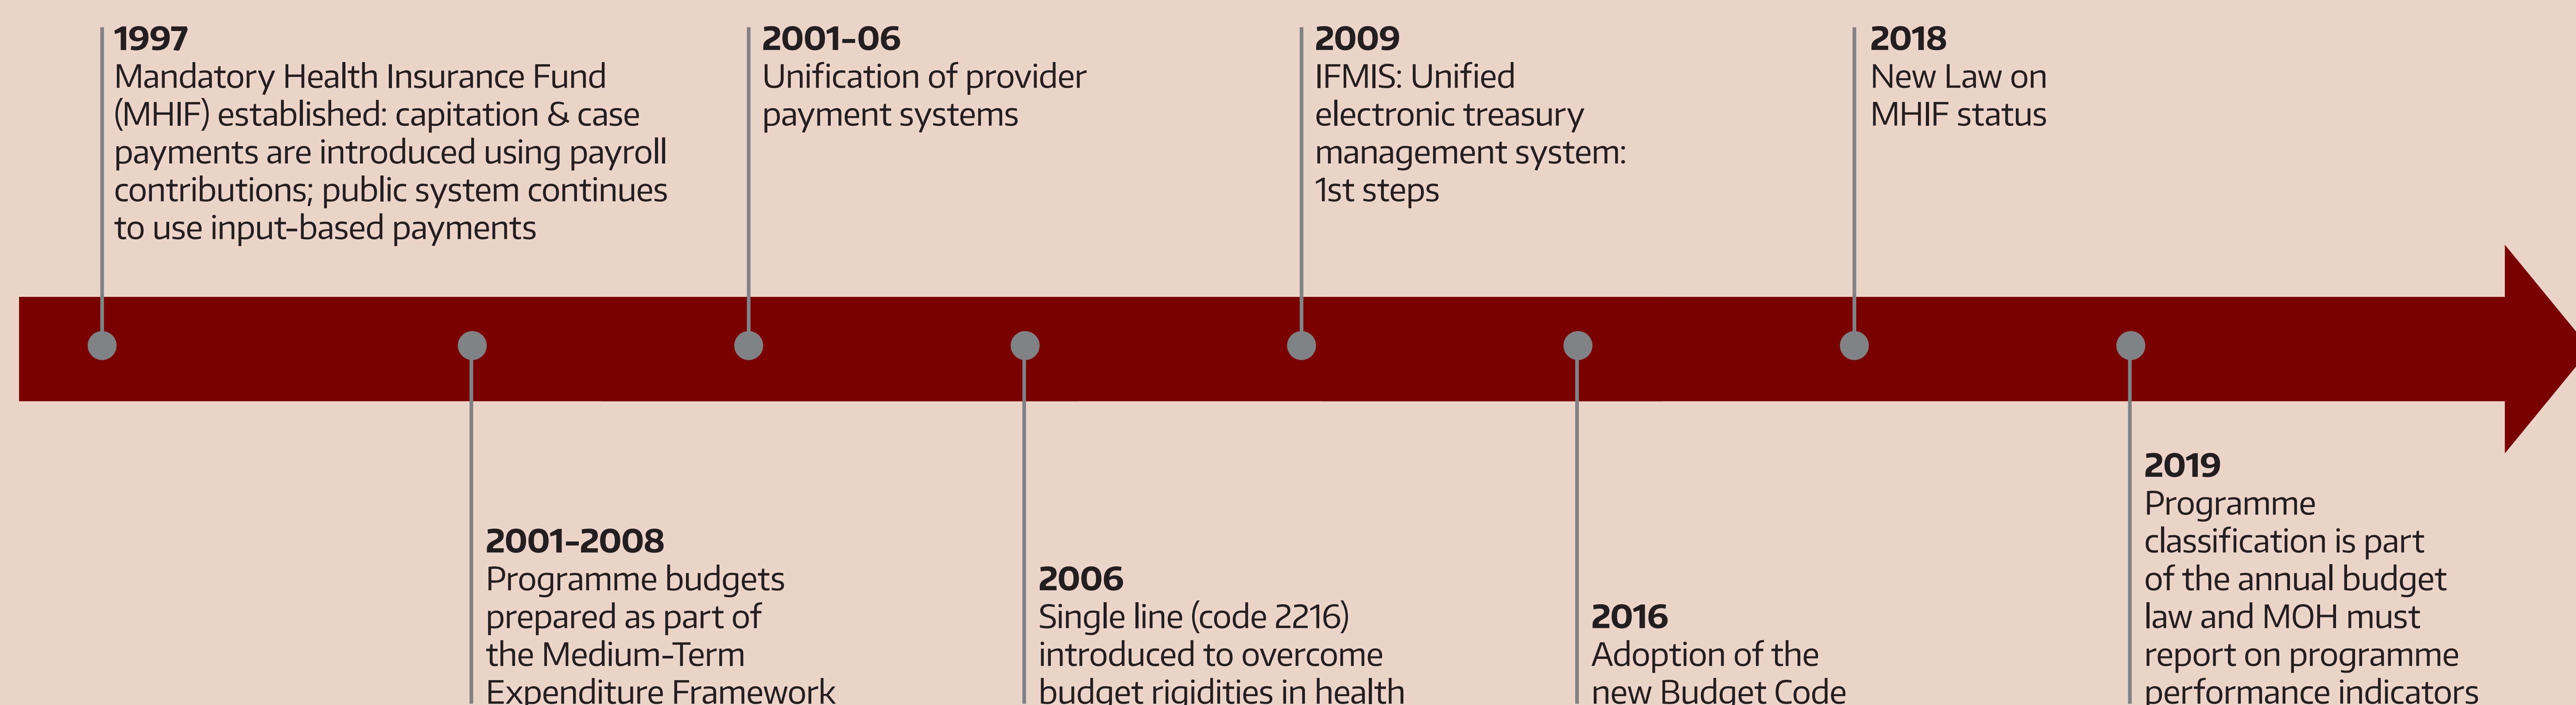 1997
Mandatory Health Insurance Fund
(MHIF) established: capitation & case
payments are introduced using payroll
contributions; public system continues
to use input-based payments
2001-06
Unification of provider
payment systems
2009
IFMIS: Unified
electronic treasury
management system:
1st steps
2018
New Law on
MHIF status
2001-2008
Programme budgets
prepared as part of
the Medium-Term
Expenditure Framework
2006
Single line (code 2216)
introduced to overcome
budget rigidities in health
2016
Adoption of the
new Budget Code
2019
Programme
classification is part
of the annual budget
law and MOH must
report on programme
performance indicators